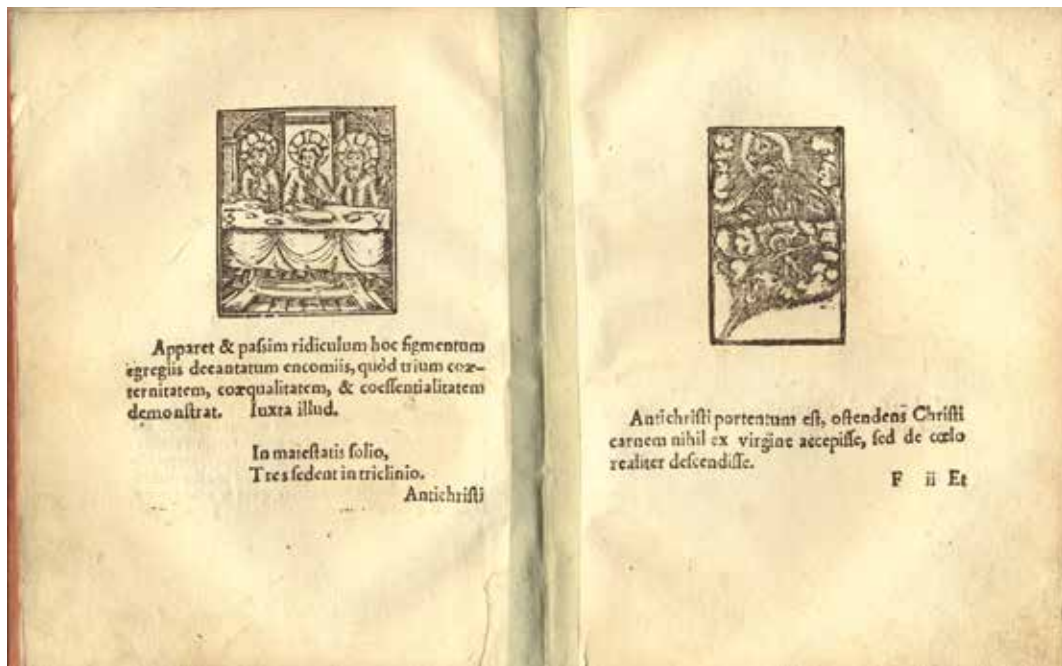 Apparet & paſsim ridiculum hoc figmentum
egregiis decantatum encomiis, quòd trium coæ-
ternitatem, coæqualitatem, & coeſſentialitatem
demonſtrat. Iuxta illud.
In maieſtatis ſolio,
Tres ſedent in triclinio.
Antichriſti
Antichriſti portentum eſt, oſtendens Chriſti
carnem nihil ex virgine accepiſſe, ſed de cœlo
realiter deſcendiſſe.
F ii Et